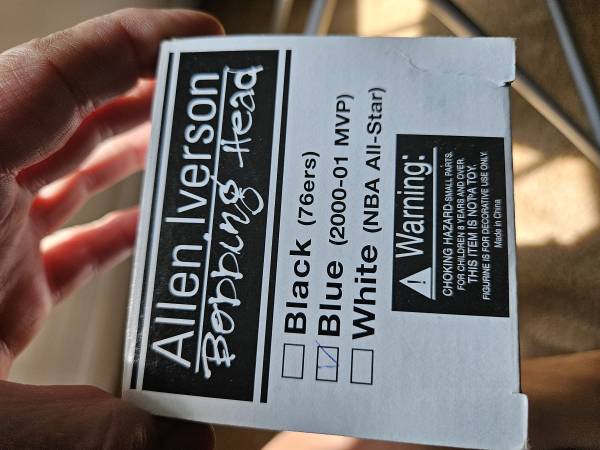 Allen Iverson
Bobbing Head
Black (76ers)
Blue (2000-01 MVP)
White (NBA All-Star)
Warning:
CHOKING HAZARD-SMALL PARTS.
FOR CHILDREN 8 YEARS AND OVER.
THIS ITEM IS NOT A TOY.
FIGURINE IS FOR DECORATIVE USE ONLY.
Made in China